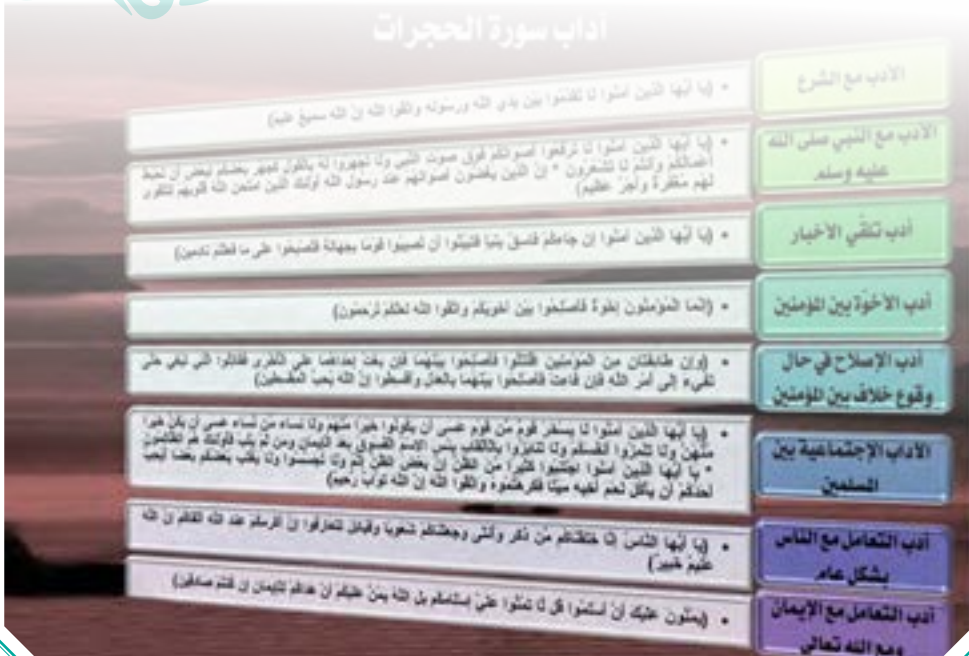 آداب سورة الحجرات
الأدب مع الشرع
• (يا أيها الذين آمنوا لا تقدموا بين يدي الله ورسوله واتقوا الله إن الله سميع عليم)
الأدب مع النبي صلى الله
عليه وسلم
• (يا أيها الذين آمنوا لا ترفعوا أصواتكم فوق صوت النبي ولا تجهروا له بالقول كجهر بعضكم لبعض أن تحبط
أعمالكم وأنتم لا تشعرون * إن الذين يغضون أصواتهم عند رسول الله أولئك الذين امتحن الله قلوبهم للتقوى
لهم مغفرة وأجر عظيم)
أدب تلقّي الأخبار
• (يا أيها الذين آمنوا إن جاءكم فاسق بنبإ فتبينوا أن تصيبوا قوما بجهالة فتصبحوا على ما فعلتم نادمين)
أدب الأخوّة بين المؤمنين
• (إنما المؤمنون إخوة فأصلحوا بين أخويكم واتقوا الله لعلكم ترحمون)
أدب الإصلاح في حال
وقوع خلاف بين المؤمنين
• (وإن طائفتان من المؤمنين اقتتلوا فأصلحوا بينهما فإن بغت إحداهما على الأخرى فقاتلوا التي تبغي حتى
تفيء إلى أمر الله فإن فاءت فأصلحوا بينهما بالعدل وأقسطوا إن الله يحب المقسطين)
الآداب الإجتماعية بين
المسلمين
• (يا أيها الذين آمنوا لا يسخر قوم من قوم عسى أن يكونوا خيرا منهم ولا نساء من نساء عسى أن يكن خيرا
منهن ولا تلمزوا أنفسكم ولا تنابزوا بالألقاب بئس الاسم الفسوق بعد الإيمان ومن لم يتب فأولئك هم الظالمون
* يا أيها الذين آمنوا اجتنبوا كثيرا من الظن إن بعض الظن إثم ولا تجسسوا ولا يغتب بعضكم بعضا أيحب
أحدكم أن يأكل لحم أخيه ميتا فكرهتموه واتقوا الله إن الله تواب رحيم)
أدب التعامل مع الناس
بشكل عام
• (يا أيها الناس إنا خلقناكم من ذكر وأنثى وجعلناكم شعوبا وقبائل لتعارفوا إن أكرمكم عند الله أتقاكم إن الله
عليم خبير)
أدب التعامل مع الإيمان
ومع الله تعالى
• (يمنون عليك أن أسلموا قل لا تمنوا علي إسلامكم بل الله يمن عليكم أن هداكم للإيمان إن كنتم صادقين)